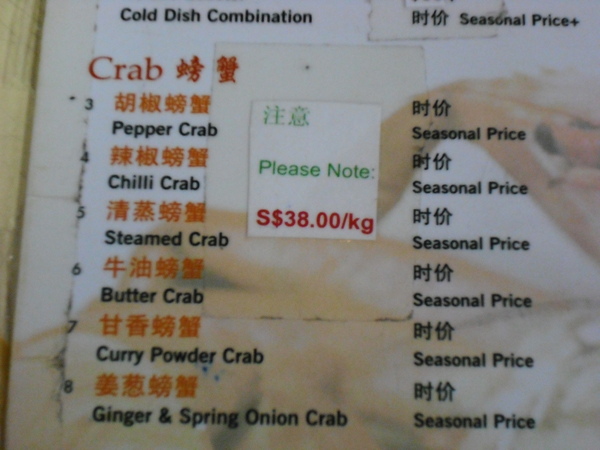 Cold Dish Combination 时价 Seasonal Price+
Crab 螃蟹
3 胡椒螃蟹 时价
Pepper Crab Seasonal Price
4 辣椒螃蟹 时价
Chilli Crab Seasonal Price
5 清蒸螃蟹 时价
Steamed Crab Seasonal Price
6 牛油螃蟹 时价
Butter Crab Seasonal Price
7 甘香螃蟹 时价
Curry Powder Crab Seasonal Price
8 姜葱螃蟹 时价
Ginger & Spring Onion Crab Seasonal Price
注意
Please Note:
S$38.00/kg